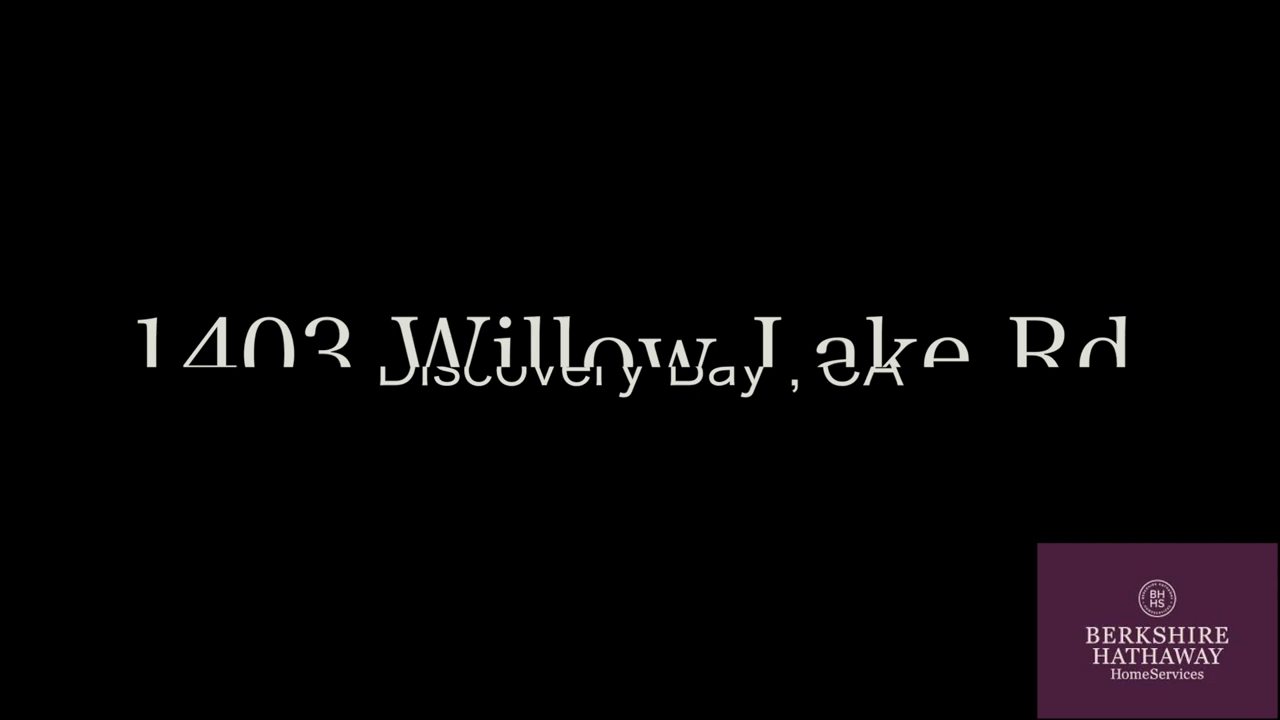 1403 Willow Lake Rd
Discovery Bay , CA
BH
HS
BERKSHIRE
HATHAWAY
HomeServices